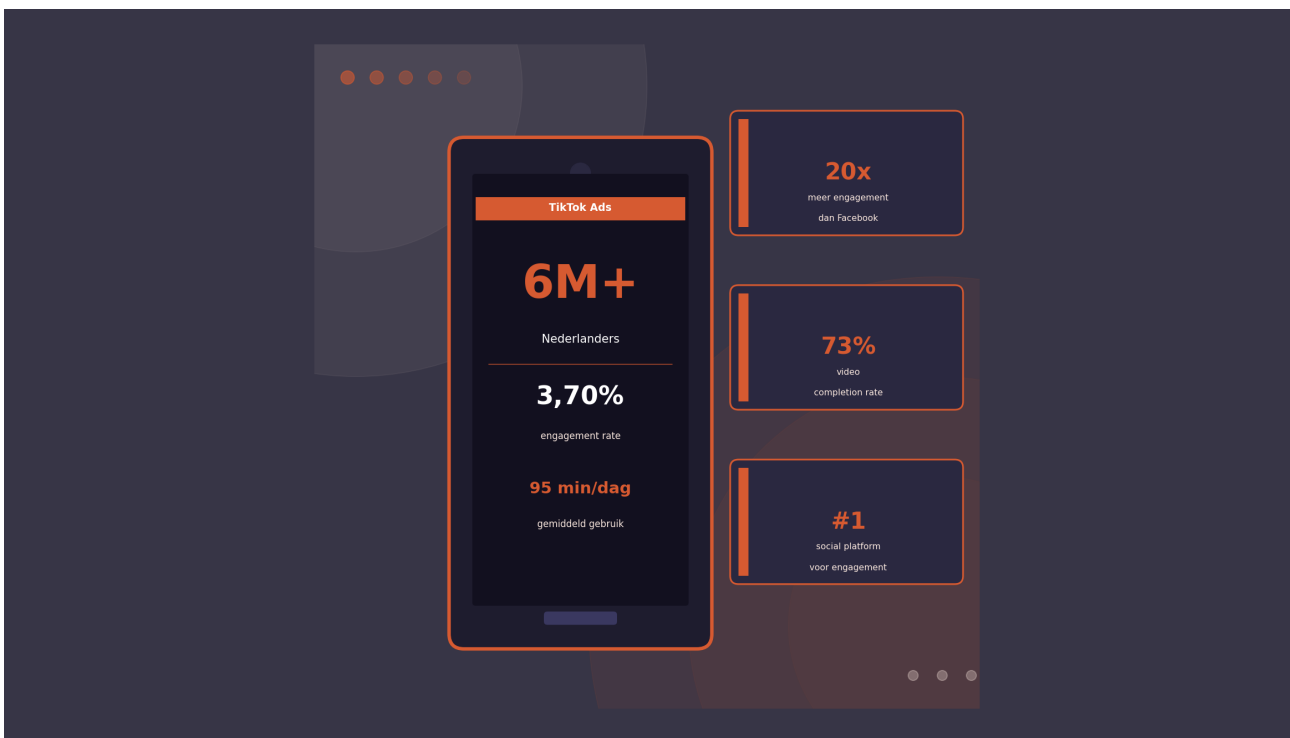 TikTok Ads
6M+
Nederlanders
3,70%
engagement rate
95 min/dag
gemiddeld gebruik
20x
meer engagement
dan Facebook
73%
video
completion rate
#1
social platform
voor engagement